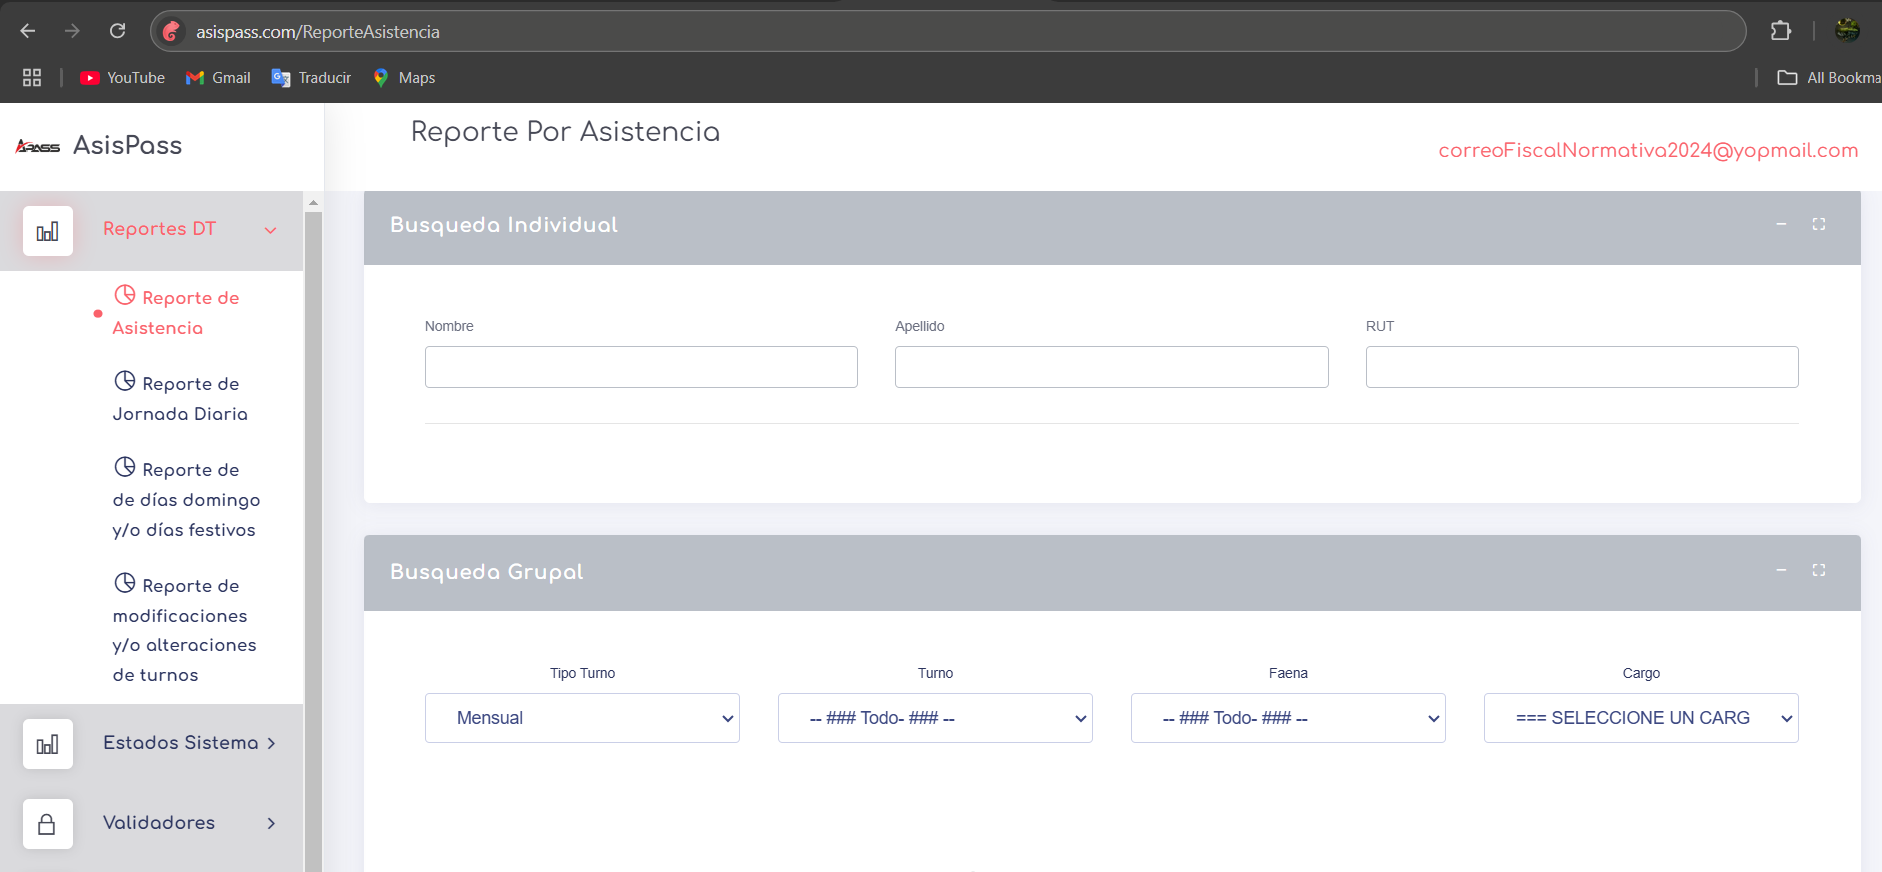 asispass.com/ReporteAsistencia
YouTube
Gmail
Traducir
Maps
All Bookma
APASS
AsisPass
Reporte Por Asistencia
correoFiscalNormativa2024@yopmail.com
Reportes DT
Reporte de
Asistencia
Reporte de
Jornada Diaria
Reporte de
de días domingo
y/o días festivos
Reporte de
modificaciones
y/o alteraciones
de turnos
Estados Sistema
Validadores
Busqueda Individual
Nombre
Apellido
RUT
Busqueda Grupal
Tipo Turno
Turno
Faena
Cargo
Mensual
-- ### Todo- ### --
-- ### Todo- ### --
=== SELECCIONE UN CARG